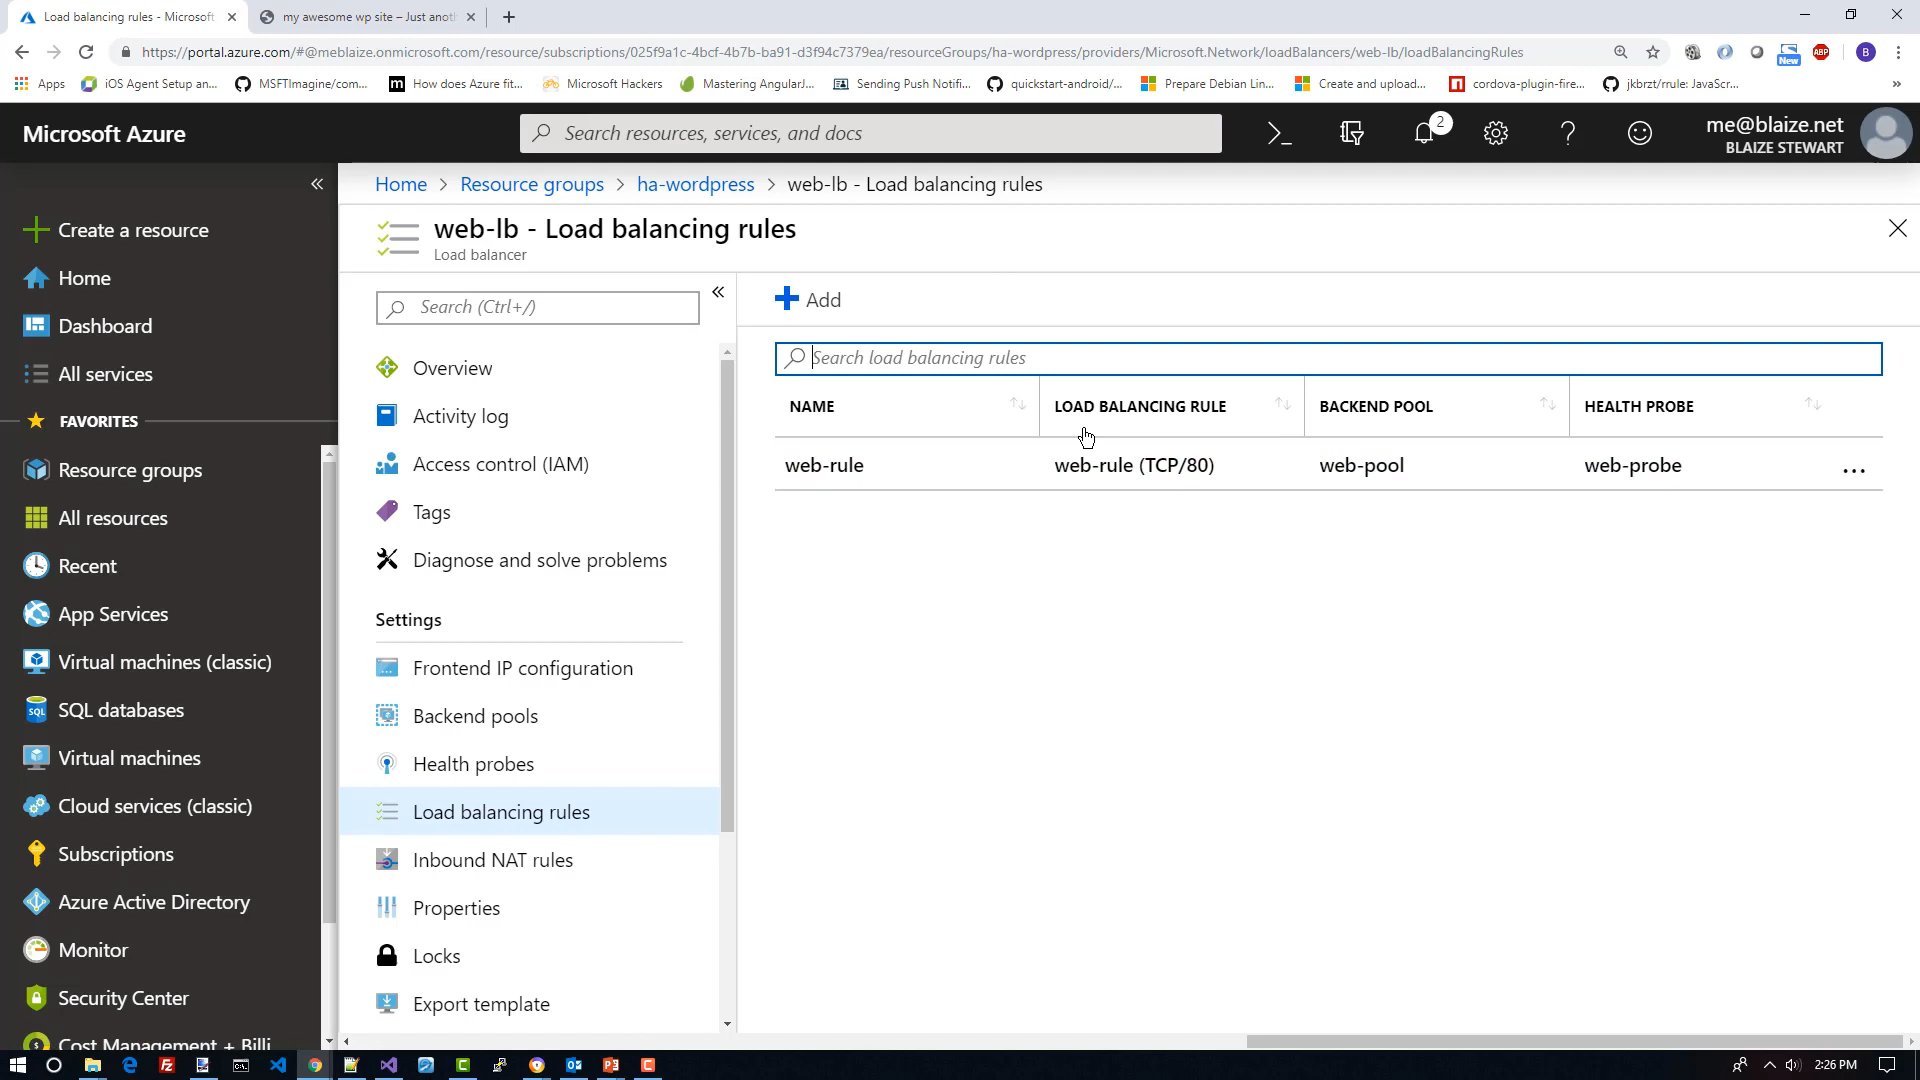 Load balancing rules - Microsoft
my awesome wp site – Just anoth
https://portal.azure.com/#@meblaize.onmicrosoft.com/resource/subscriptions/025f9a1c-4bcf-4b7b-ba91-d3f94c7379ea/resourceGroups/ha-wordpress/providers/Microsoft.Network/loadBalancers/web-lb/loadBalancingRules
New
ABP
B
Apps
iOS Agent Setup an...
MSFTImagine/com...
m
How does Azure fit...
Microsoft Hackers
Mastering AngularJ...
Sending Push Notifi...
quickstart-android/...
Prepare Debian Lin...
Create and upload...
cordova-plugin-fire...
jkbrzt/rrule: JavaScr...
Microsoft Azure
Search resources, services, and docs
2
me@blaize.net
BLAIZE STEWART
Home > Resource groups > ha-wordpress > web-lb - Load balancing rules
web-lb - Load balancing rules
Load balancer
Create a resource
Home
Dashboard
All services
FAVORITES
Resource groups
All resources
Recent
App Services
Virtual machines (classic)
SQL databases
Virtual machines
Cloud services (classic)
Subscriptions
Azure Active Directory
Monitor
Security Center
Cost Management + Billi
Search (Ctrl+/)
Overview
Activity log
Access control (IAM)
Tags
Diagnose and solve problems
Settings
Frontend IP configuration
Backend pools
Health probes
Load balancing rules
Inbound NAT rules
Properties
Locks
Export template
Add
Search load balancing rules
NAME LOAD BALANCING RULE BACKEND POOL HEALTH PROBE
web-rule web-rule (TCP/80) web-pool web-probe ...
2:26 PM